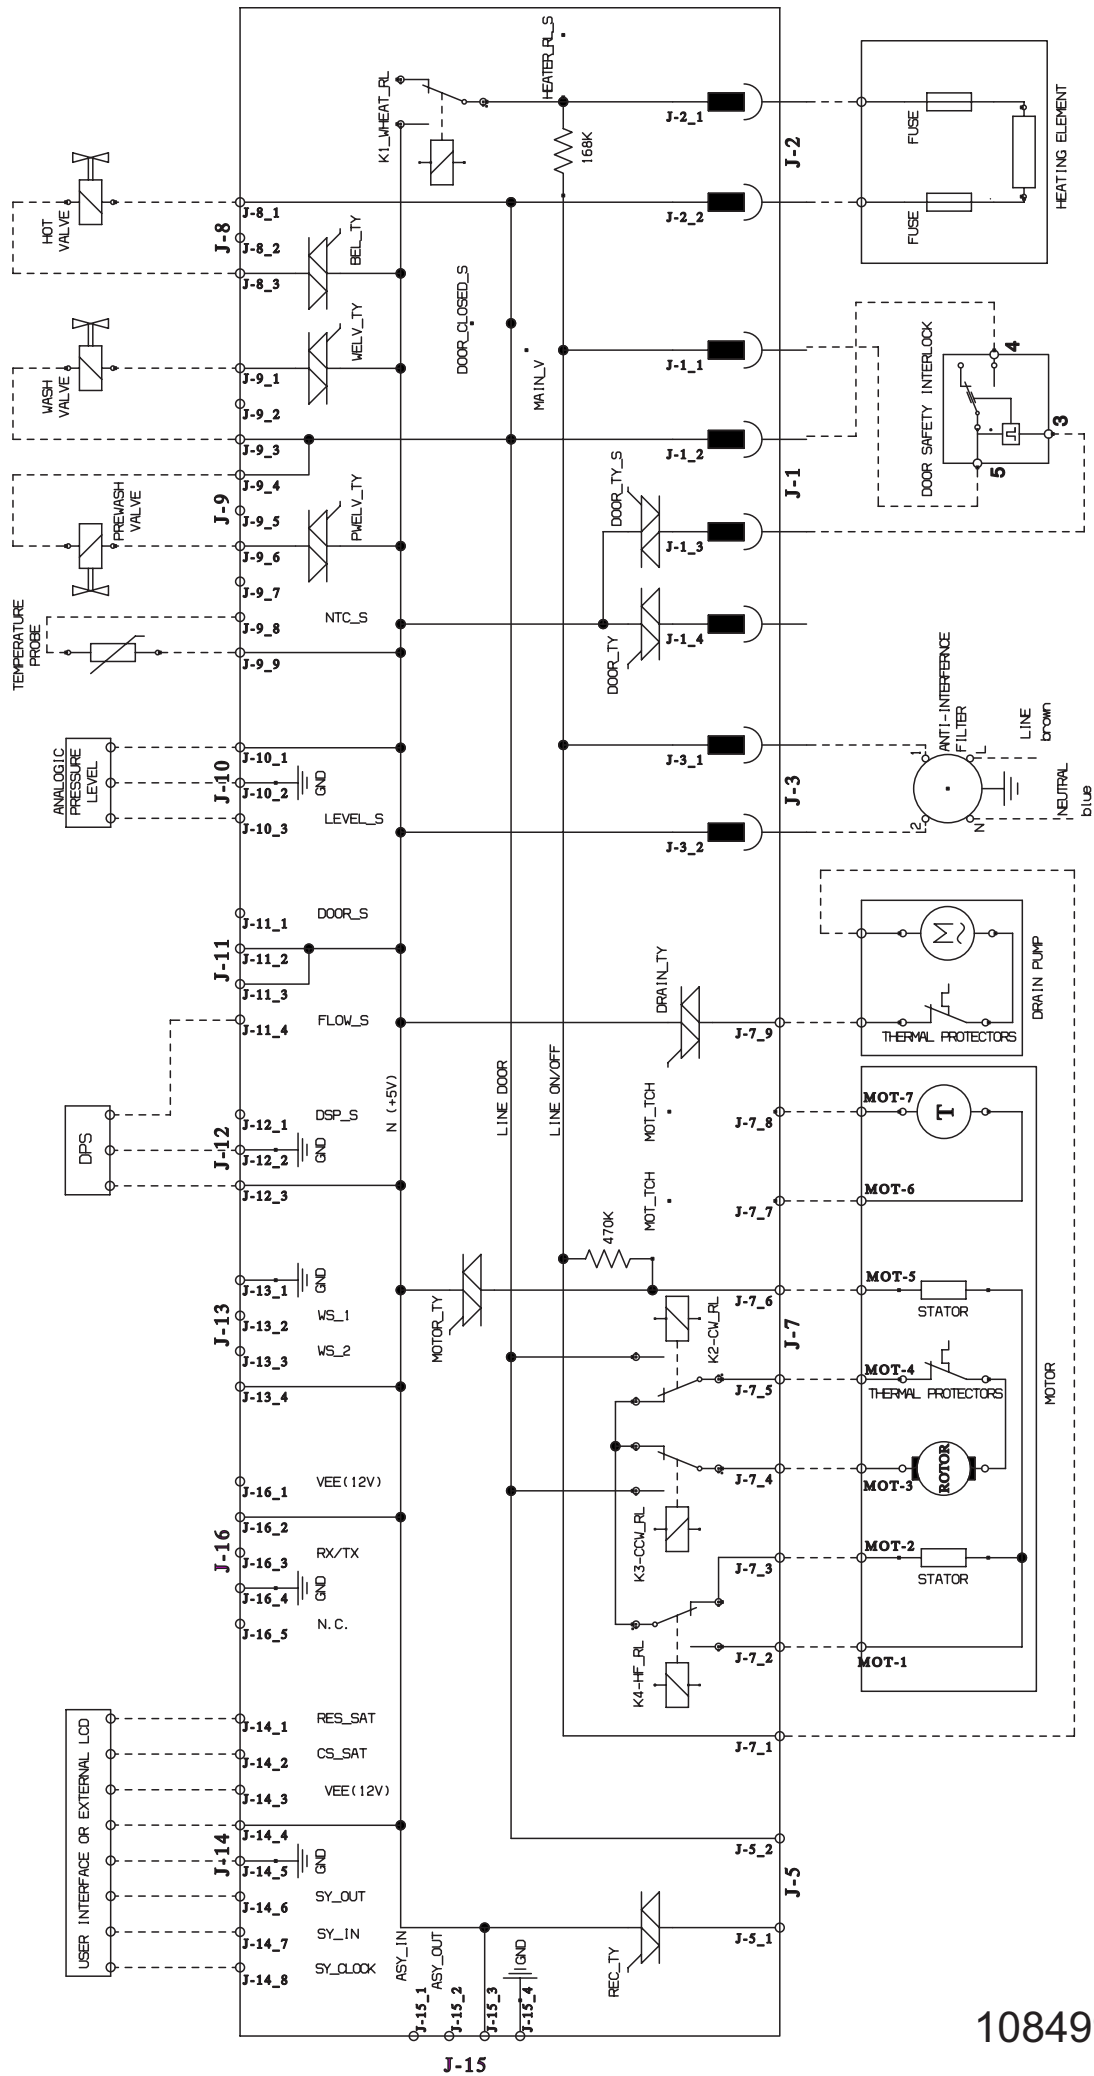 HEATER_RL_S
K1_WHEAT_RL
168K
J-2_1
J-2
J-2_2
FUSE
FUSE
HEATING ELEMENT
HOT
VALVE
J-8_1
J-8
J-8_2
J-8_3
BEL_TY
DOOR_CLOSED_S
WASH
VALVE
J-9_1
J-9_2
J-9_3
J-9_4
J-9
J-9_5
J-9_6
J-9_7
J-9_8
J-9_9
WELV_TY
MAIN_V
J-1_1
J-1_2
J-1
J-1_3
J-1_4
DOOR SAFETY INTERLOCK
4
3
5
PREWASH
VALVE
PWELV_TY
DOOR_TY_S
DOOR_TY
TEMPERATURE
PROBE
NTC_S
ANALOGIC
PRESSURE
LEVEL
J-10_1
J-10
J-10_2
GND
J-10_3
LEVEL_S
J-3_1
J-3
J-3_2
1
2
ANTI-INTERFERNCE
FILTER
L
N
LINE
brown
NEUTRAL
blue
J-11_1
DOOR_S
J-11
J-11_2
J-11_3
J-11_4
FLOW_S
DRAIN_TY
J-7_9
M
THERMAL PROTECTORS
DRAIN PUMP
DPS
J-12_1
DSP_S
J-12
J-12_2
GND
J-12_3
N (+5V)
LINE DOOR
LINE ON/OFF
MOT_TCH
J-7_8
MOT-7
T
MOT_TCH
J-7_7
MOT-6
470K
J-13_1
GND
J-13
J-13_2
WS_1
J-13_3
WS_2
J-13_4
MOTOR_TY
J-7_6
J-7
MOT-5
STATOR
K2-CW_RL
J-7_5
MOT-4
THERMAL PROTECTORS
MOTOR
J-7_4
MOT-3
ROTOR
K3-CCW_RL
J-16_1
VEE(12V)
J-16
J-16_2
J-16_3
RX/TX
J-16_4
GND
J-16_5
N.C.
J-7_3
MOT-2
STATOR
K4-HF_RL
J-7_2
MOT-1
J-7_1
USER INTERFACE OR EXTERNAL LCD
J-14_1
RES_SAT
J-14_2
CS_SAT
J-14_3
VEE(12V)
J-14
J-14_4
J-14_5
GND
J-14_6
SY_OUT
J-14_7
SY_IN
J-14_8
SY_CLOCK
J-5_2
J-5
J-5_1
REC_TY
ASY_IN
ASY_OUT
GND
J-15_1
J-15_2
J-15_3
J-15_4
J-15
10849